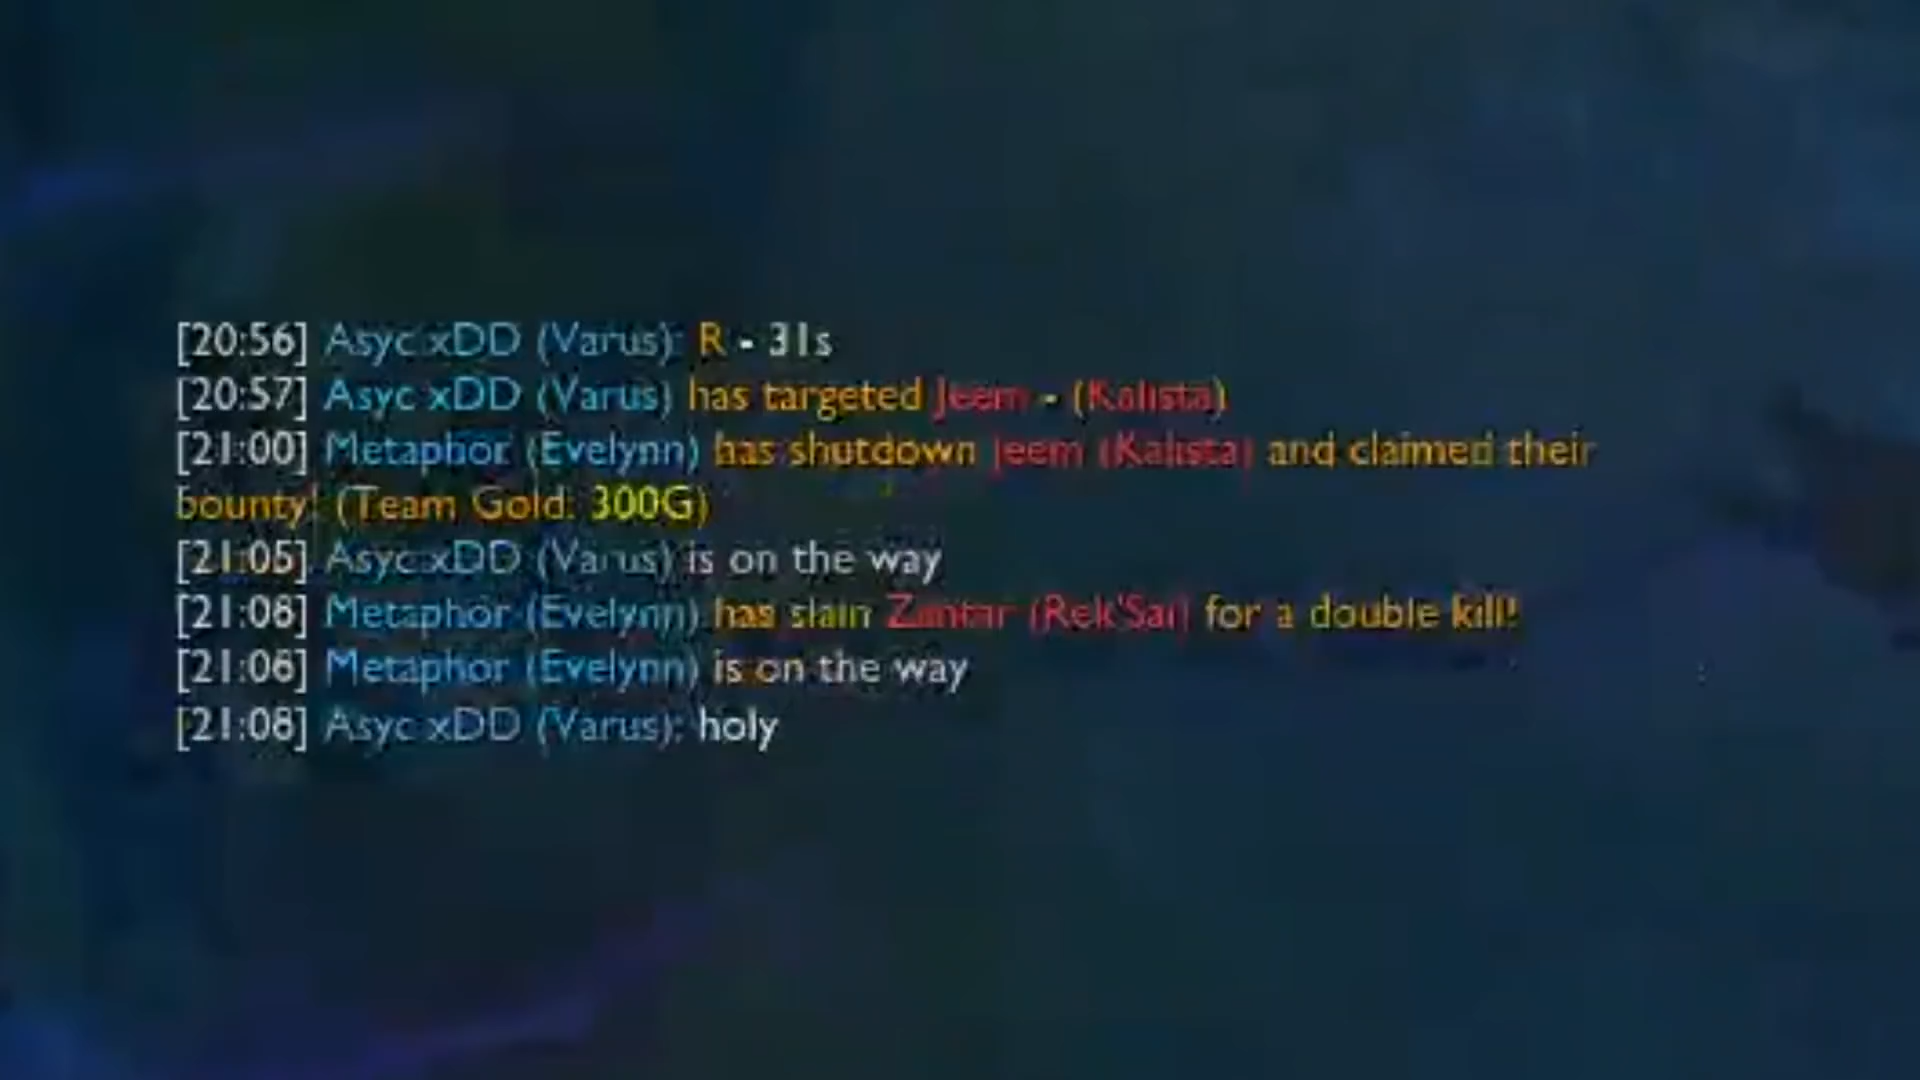 [20:56] Asyc xDD (Varus): R - 31s
[20:57] Asyc xDD (Varus) has targeted Jeem - (Kalista)
[21:00] Metaphor (Evelynn) has shutdown Jeem (Kalista) and claimed their
bounty! (Team Gold: 300G)
[21:05] Asyc xDD (Varus) is on the way
[21:06] Metaphor (Evelynn) has slain Zantar (Rek'Sai) for a double kill!
[21:06] Metaphor (Evelynn) is on the way
[21:08] Asyc xDD (Varus): holy